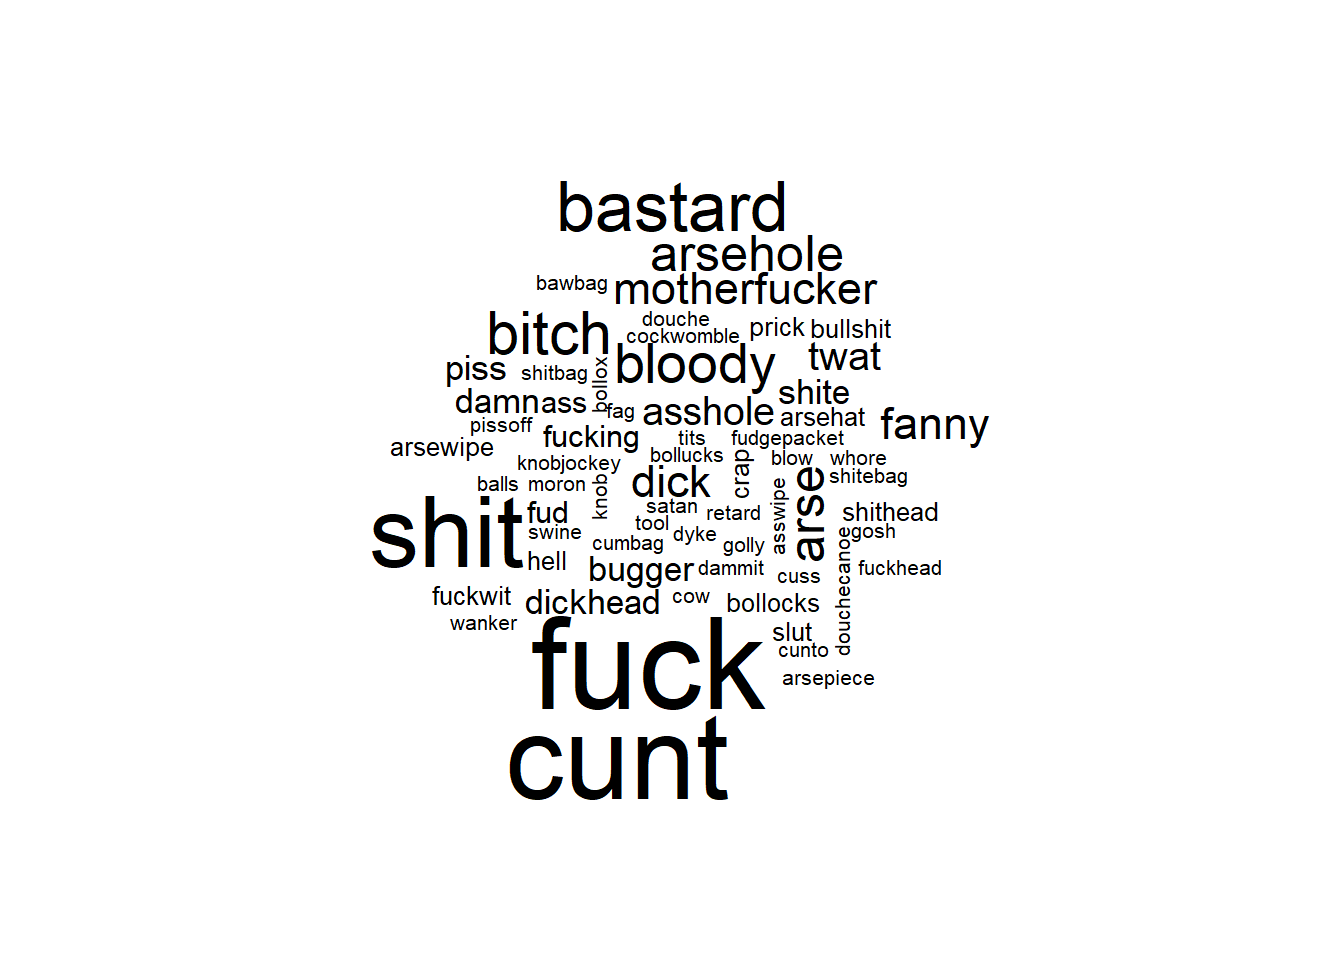 bastard
arsehole
bawbag
motherfucker
douche
cockwomble
prick
bullshit
bitch
bloody
twat
piss
shitbag
bollox
shite
damn
ass
fag
asshole
arsehat
fanny
pissoff
arsewipe
fucking
tits
fudgepacket
knobjockey
bollucks
crap
blow
whore
balls
moron
knob
dick
asswipe
arse
shitebag
shit
fud
satan
retard
shithead
swine
tool
dyke
golly
gosh
cumbag
hell
bugger
dammit
cuss
douchecanoe
fuckhead
fuckwit
dickhead
cow
bollocks
wanker
slut
cunto
fuck
arsepiece
cunt